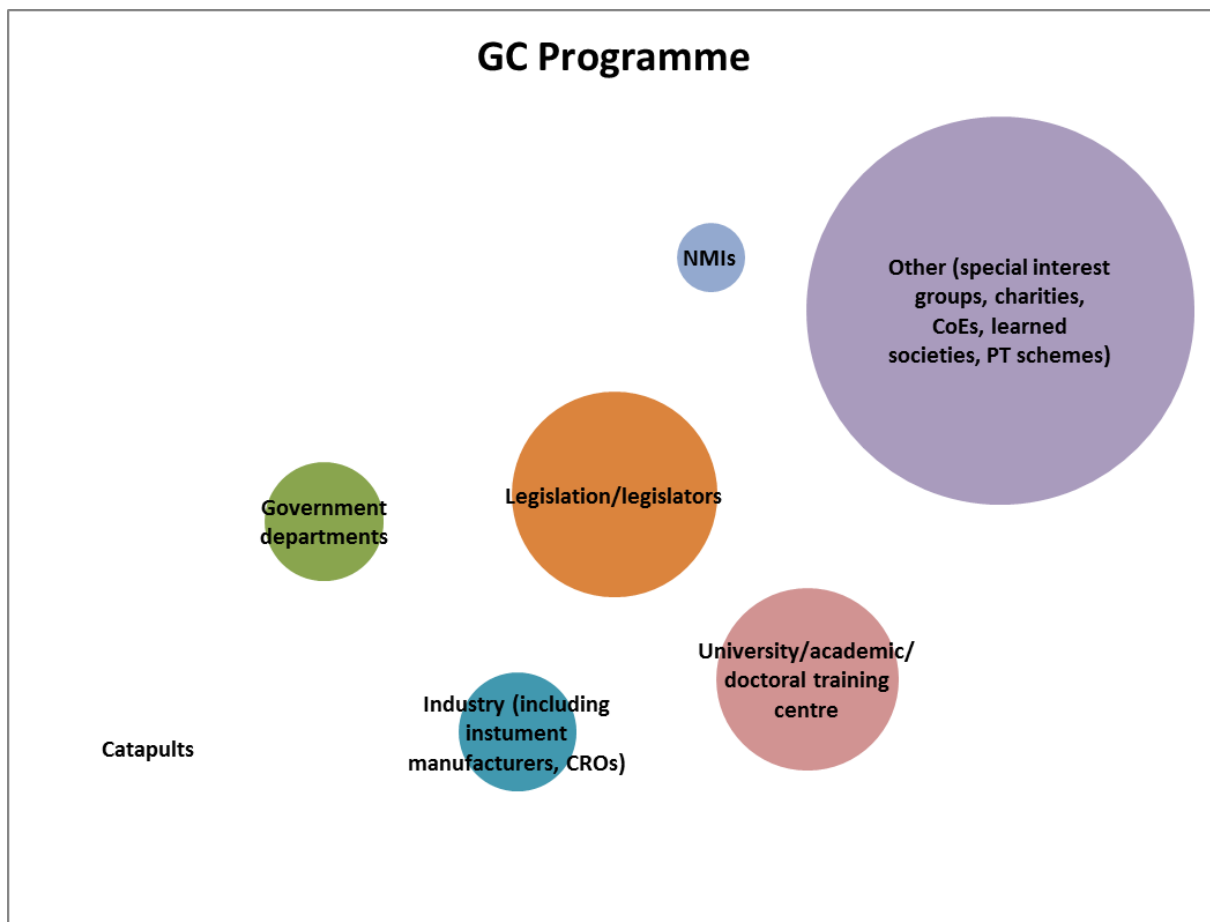 GC Programme
NMIs
Other (special interest
groups, charities,
CoEs, learned
societies, PT schemes)
Legislation/legislators
Government
departments
University/academic/
doctoral training
centre
Industry (including
instument
manufacturers, CROs)
Catapults